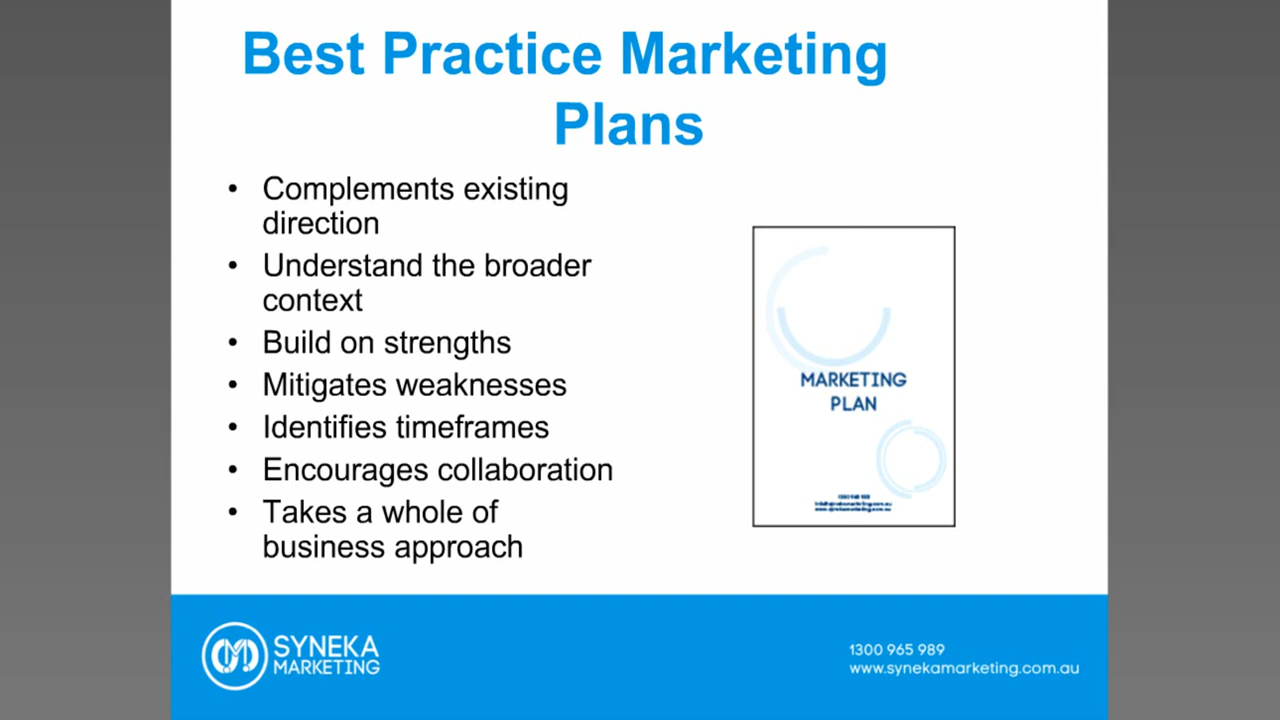 Best Practice Marketing
Plans
• Complements existing
direction
• Understand the broader
context
• Build on strengths
• Mitigates weaknesses
• Identifies timeframes
• Encourages collaboration
• Takes a whole of
business approach
MARKETING
PLAN
SYNEKA
MARKETING
1300 965 989
www.synekamarketing.com.au